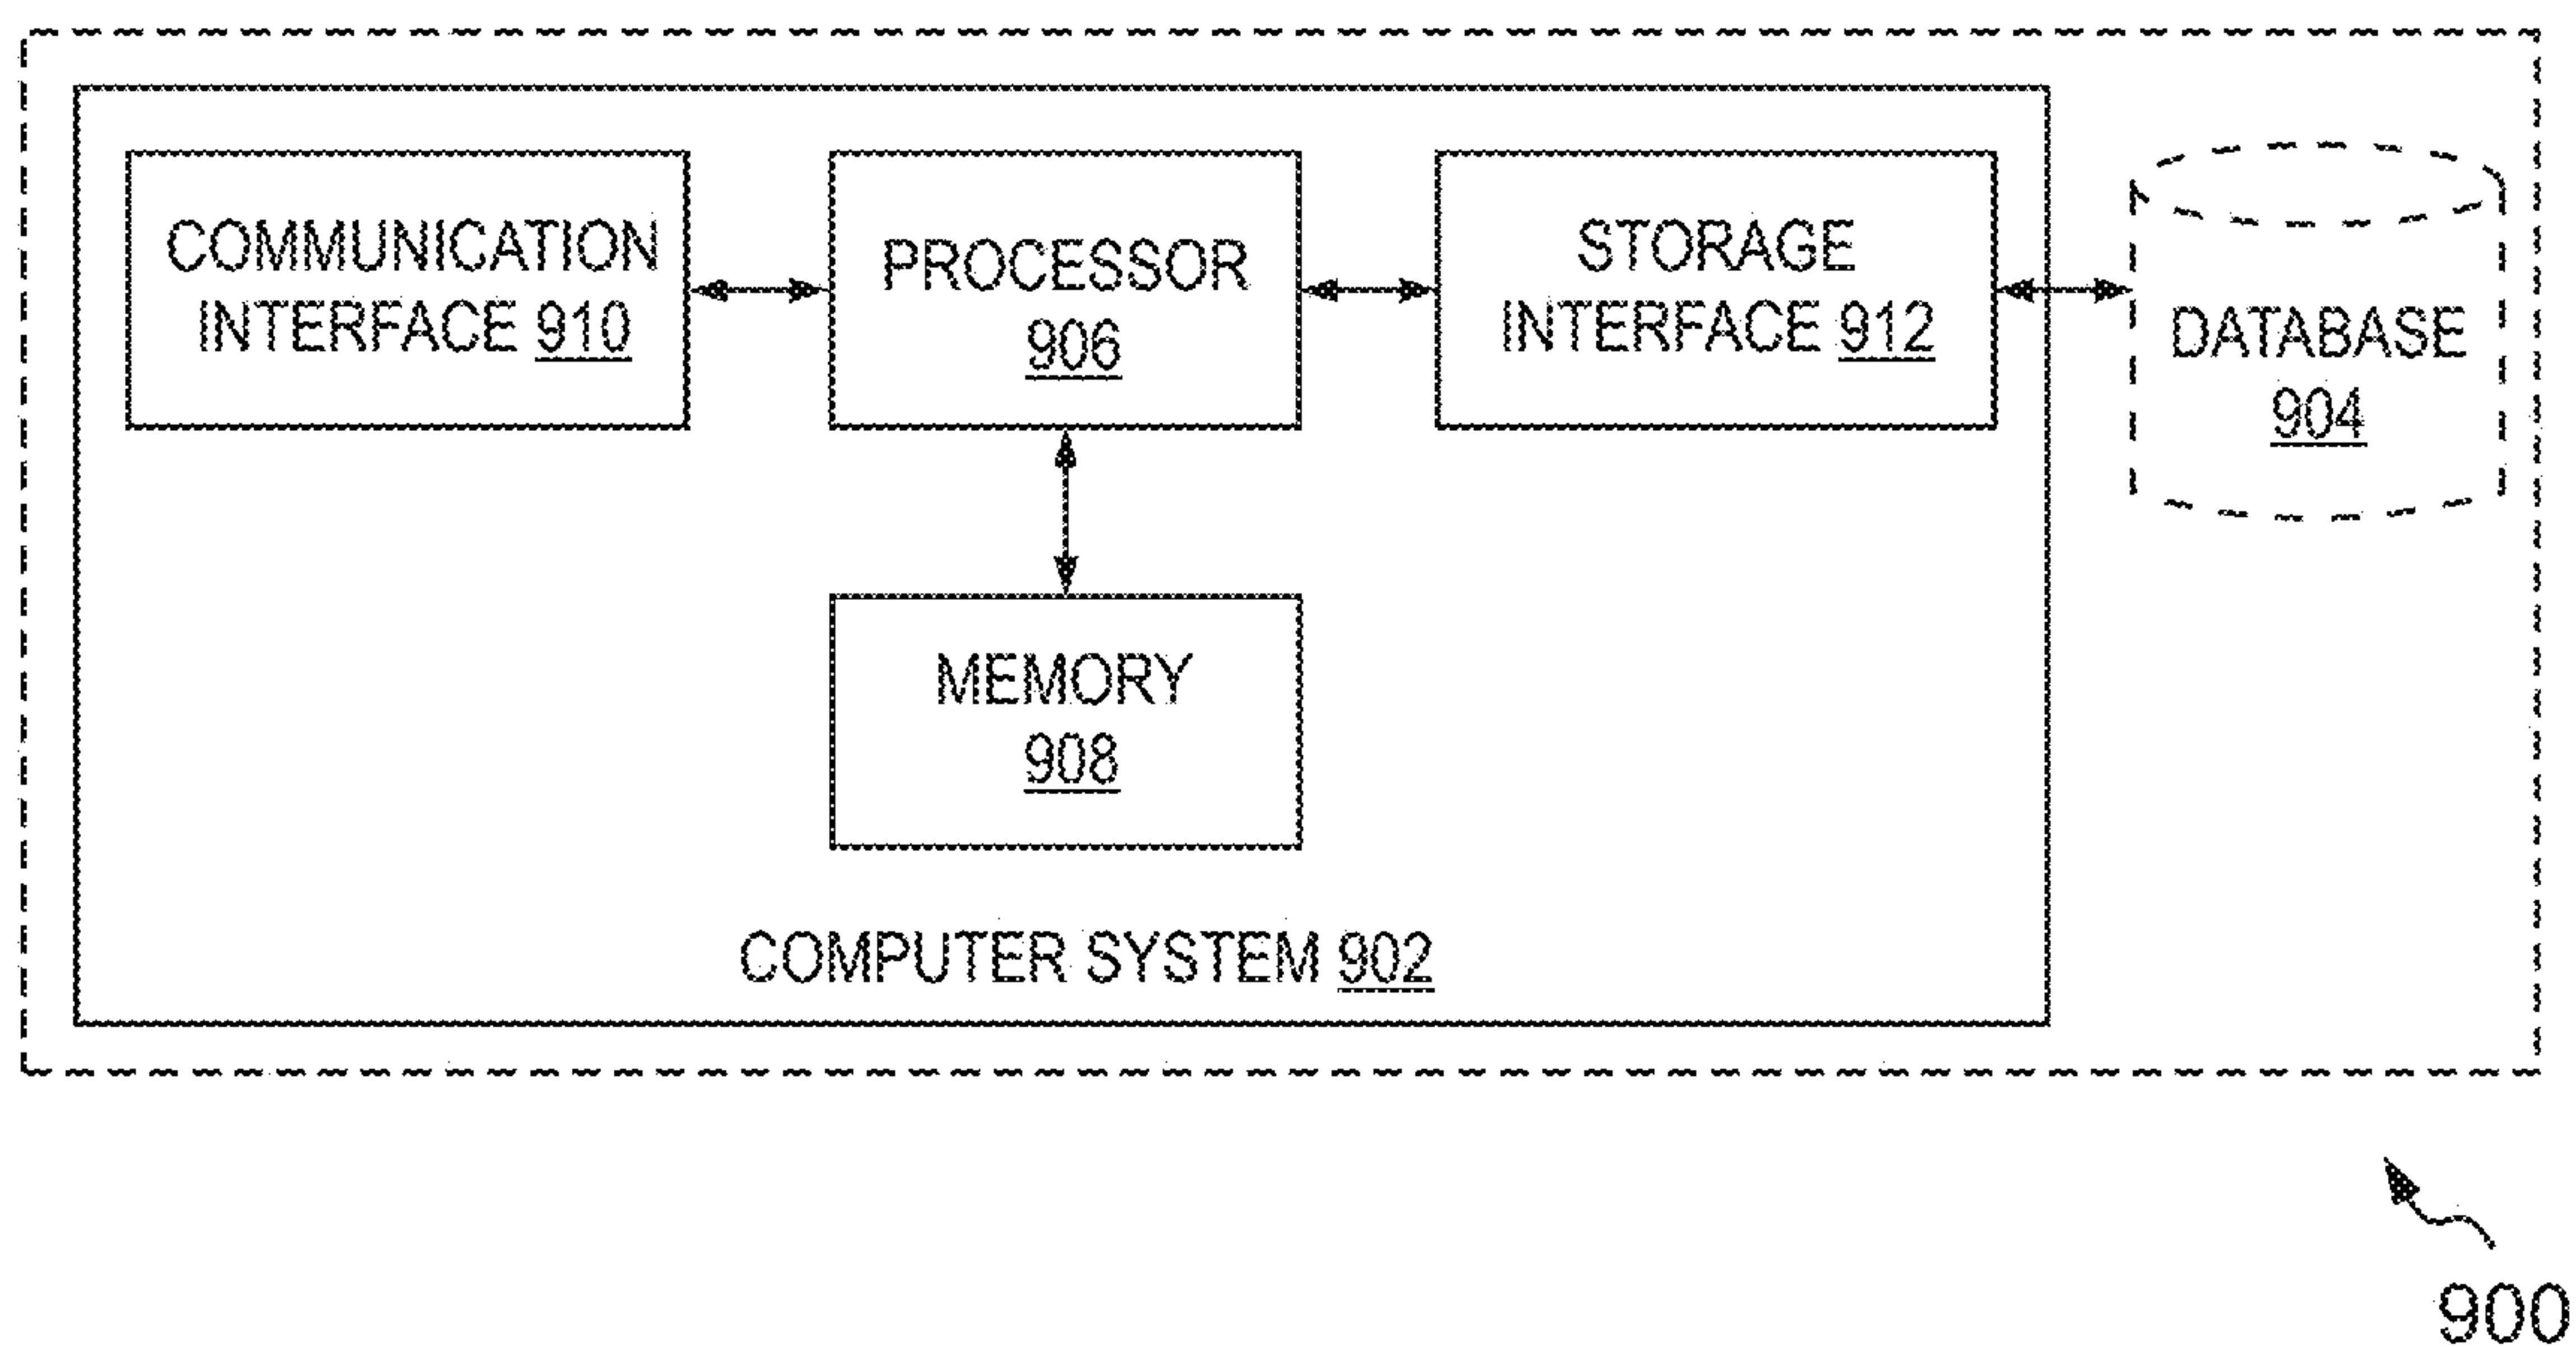 COMMUNICATION
INTERFACE 910
PROCESSOR
906
STORAGE
INTERFACE 912
DATABASE
904
MEMORY
908
COMPUTER SYSTEM 902
900